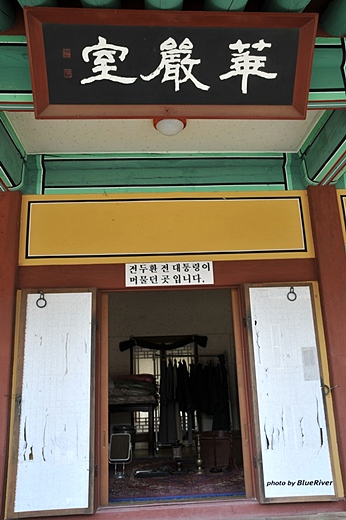 室嚴華
전두환 전 대통령이
머물던 곳 입니다.
photo by BlueRiver